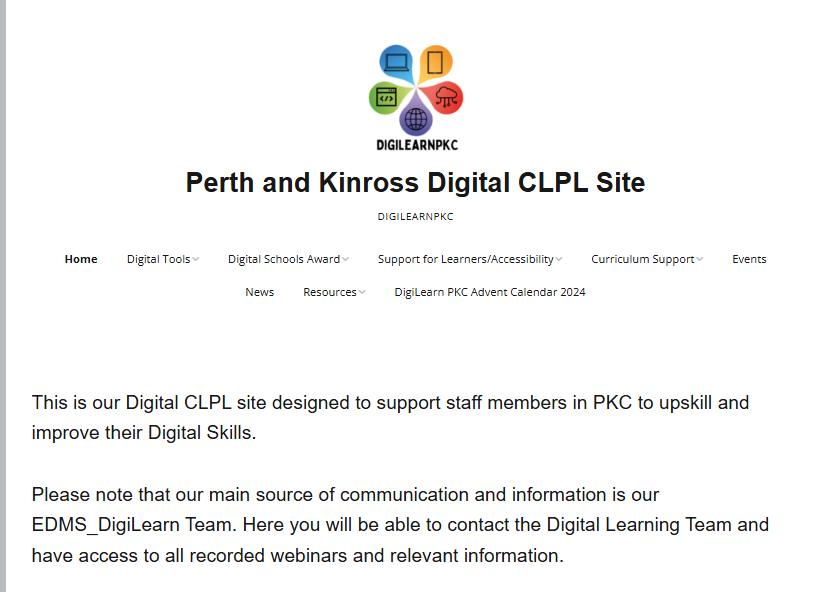 DIGILEARNPKC
Perth and Kinross Digital CLPL Site
DIGILEARNPKC
Home Digital Tools Digital Schools Award Support for Learners/Accessibility Curriculum Support Events
News Resources DigiLearn PKC Advent Calendar 2024
This is our Digital CLPL site designed to support staff members in PKC to upskill and
improve their Digital Skills.
Please note that our main source of communication and information is our
EDMS_DigiLearn Team. Here you will be able to contact the Digital Learning Team and
have access to all recorded webinars and relevant information.